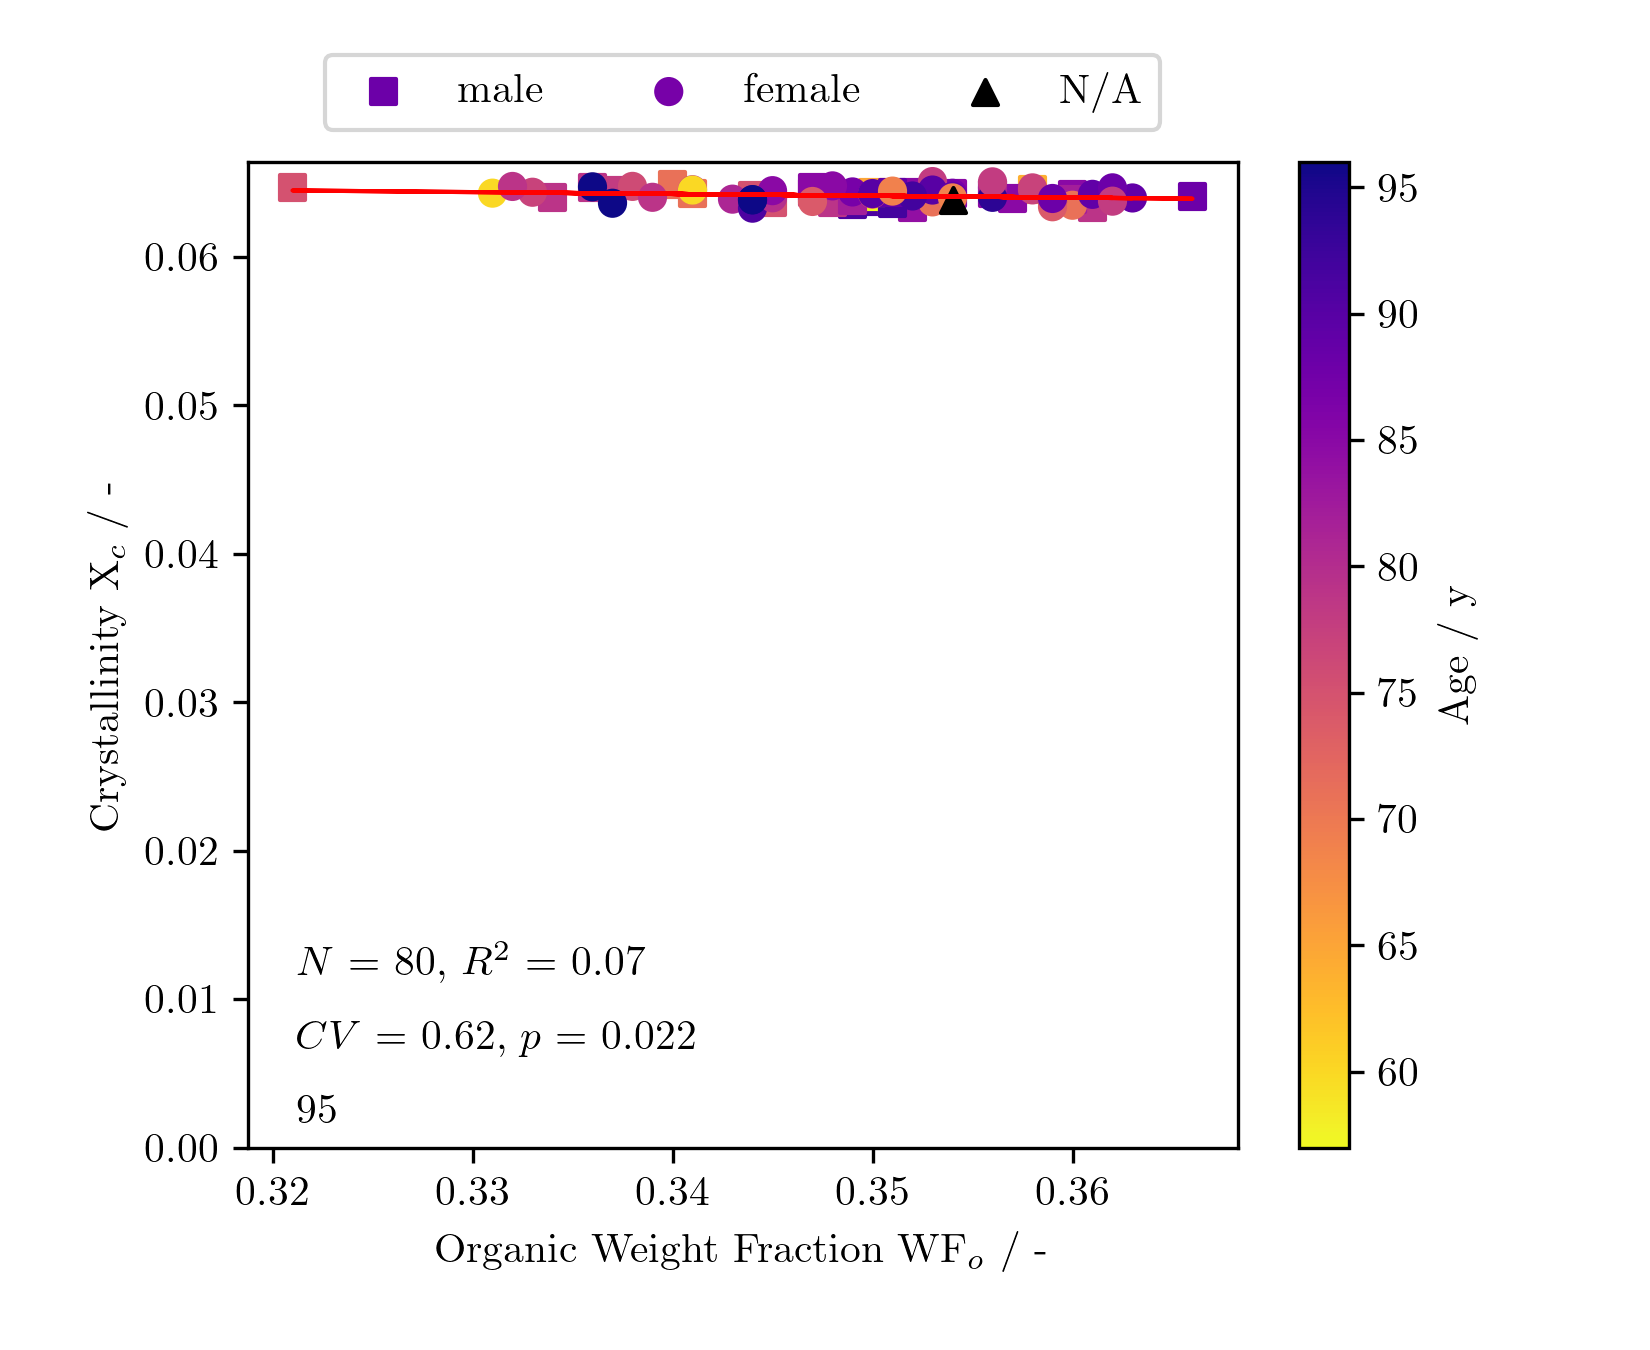 male female N/A
0.06
0.05
0.04
0.03
0.02
0.01
0.00
Crystallinity X_c / -
N = 80, R² = 0.07
CV = 0.62, p = 0.022
95
0.32 0.33 0.34 0.35 0.36
Organic Weight Fraction WF_o / -
95
90
85
80
75
70
65
60
Age / y